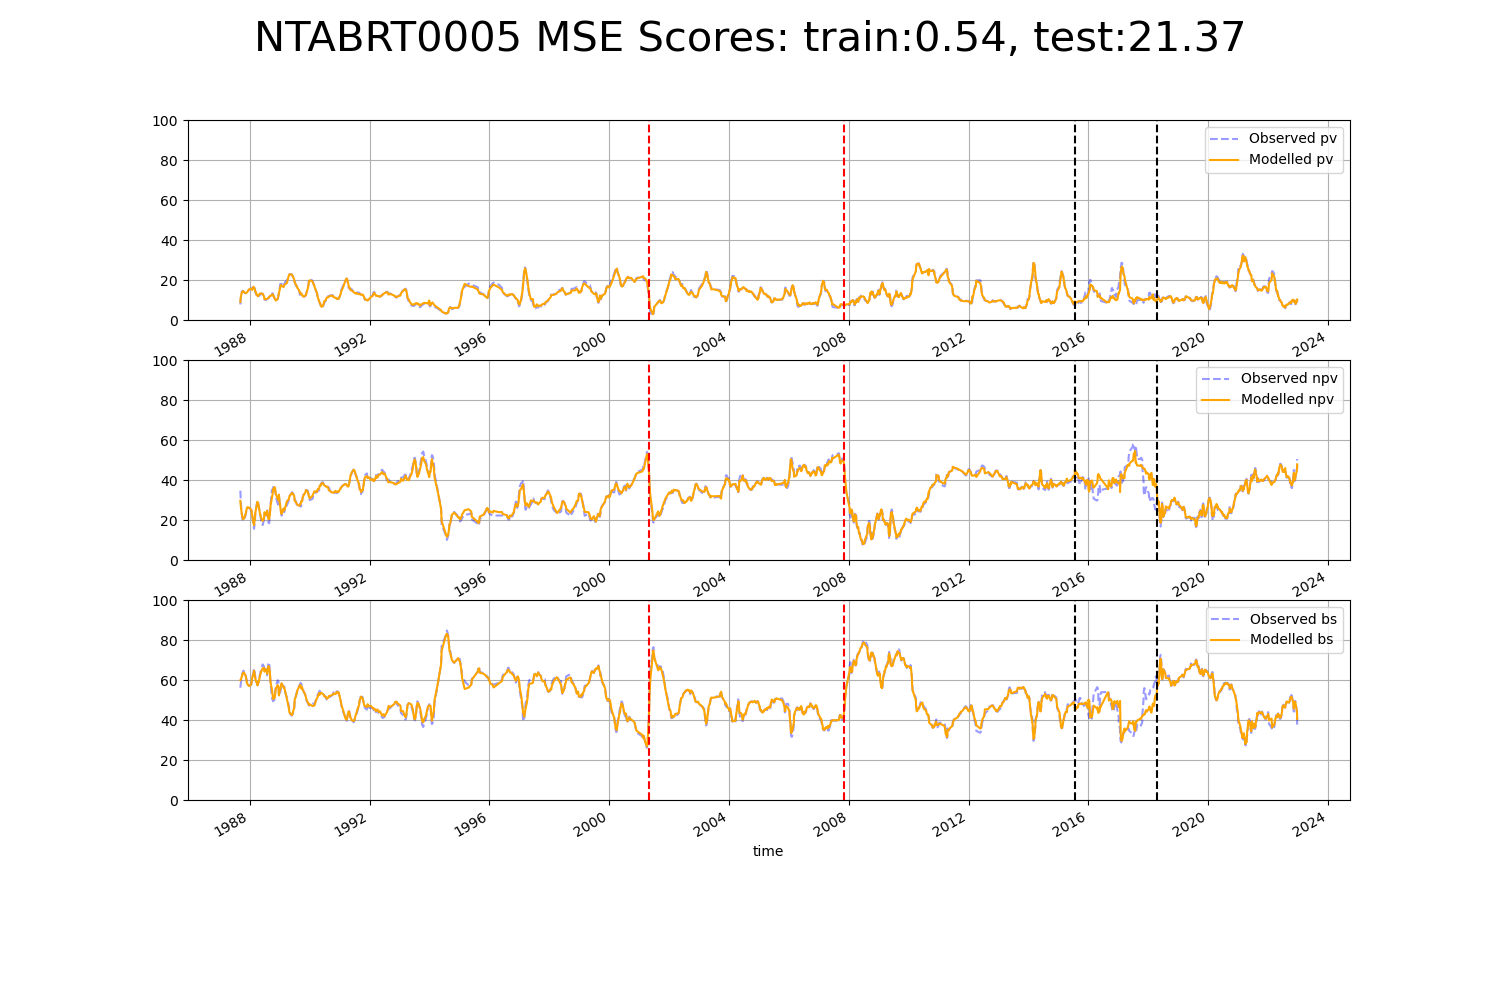 NTABRT0005 MSE Scores: train:0.54, test:21.37
100
80
60
40
20
0
Observed pv
Modelled pv
1988 1992 1996 2000 2004 2008 2012 2016 2020 2024
100
80
60
40
20
0
Observed npv
Modelled npv
1988 1992 1996 2000 2004 2008 2012 2016 2020 2024
100
80
60
40
20
0
Observed bs
Modelled bs
1988 1992 1996 2000 2004 2008 2012 2016 2020 2024
time